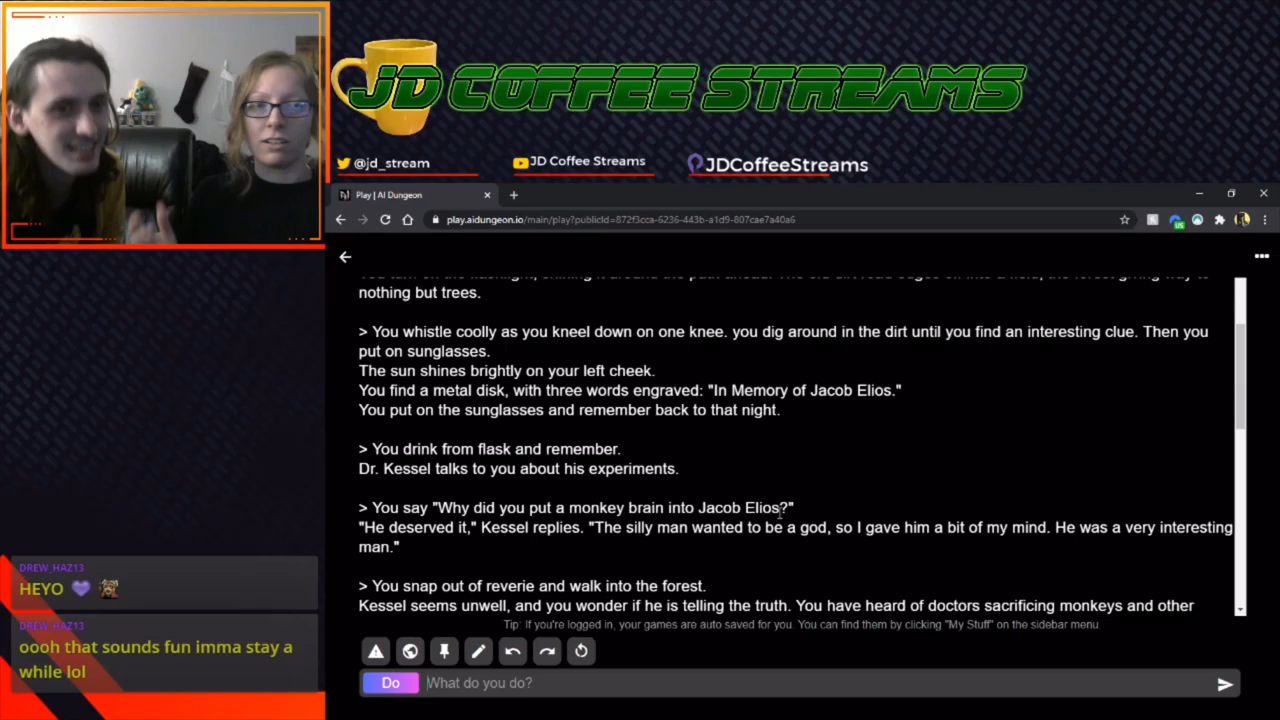 JD COFFEE STREAMS
@jd_stream
JD Coffee Streams
JDCoffeeStreams
Play | AI Dungeon
play.aidungeon.io/main/play?publicId=872f3cca-6236-443b-a1d9-807cae7a40a6
nothing but trees.
> You whistle coolly as you kneel down on one knee. you dig around in the dirt until you find an interesting clue. Then you
put on sunglasses.
The sun shines brightly on your left cheek.
You find a metal disk, with three words engraved: "In Memory of Jacob Elios."
You put on the sunglasses and remember back to that night.
> You drink from flask and remember.
Dr. Kessel talks to you about his experiments.
> You say "Why did you put a monkey brain into Jacob Elios?"
"He deserved it," Kessel replies. "The silly man wanted to be a god, so I gave him a bit of my mind. He was a very interesting
man."
> You snap out of reverie and walk into the forest.
Kessel seems unwell, and you wonder if he is telling the truth. You have heard of doctors sacrificing monkeys and other
Tip: If you're logged in, your games are auto saved for you. You can find them by clicking "My Stuff" on the sidebar menu.
Do
What do you do?
DREW_HAZ13
HEYO
DREW_HAZ13
oooh that sounds fun imma stay a
while lol